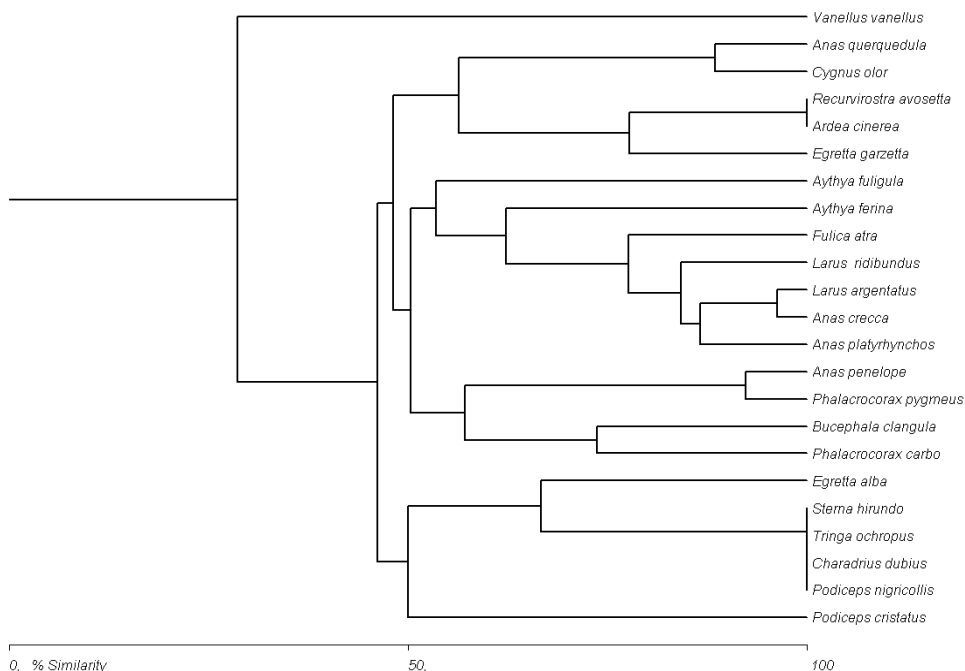 Vanellus vanellus
Anas querquedula
Cygnus olor
Recurvirostra avosetta
Ardea cinerea
Egretta garzetta
Aythya fuligula
Aythya ferina
Fulica atra
Larus ridibundus
Larus argentatus
Anas crecca
Anas platyrhynchos
Anas penelope
Phalacrocorax pygmeus
Bucephala clangula
Phalacrocorax carbo
Egretta alba
Sterna hirundo
Tringa ochropus
Charadrius dubius
Podiceps nigricollis
Podiceps cristatus
0. % Similarity 50. 100